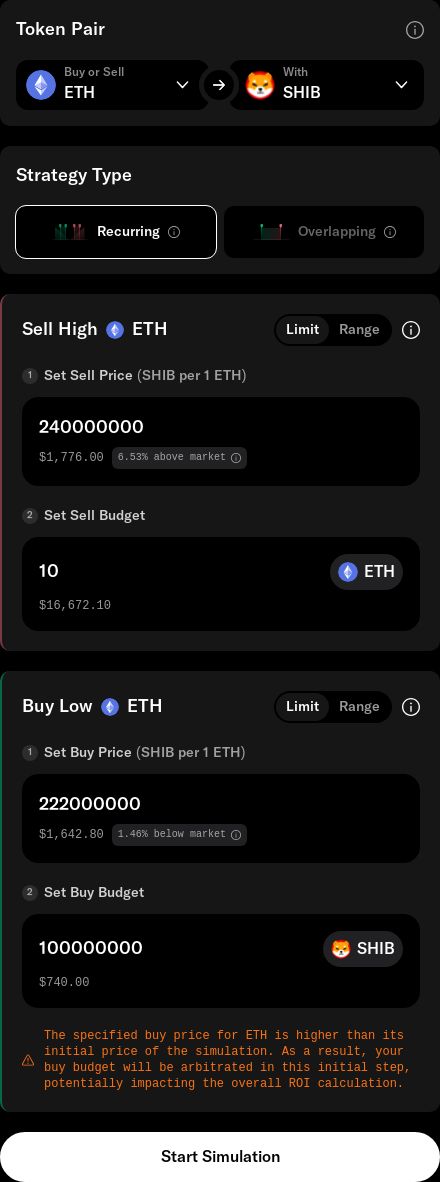 Token Pair
Buy or Sell
ETH
With
SHIB
Strategy Type
Recurring
Overlapping
Sell High ETH
Limit
Range
1 Set Sell Price (SHIB per 1 ETH)
240000000
$1,776.00
6.53% above market
2 Set Sell Budget
10
ETH
$16,672.10
Buy Low ETH
Limit
Range
1 Set Buy Price (SHIB per 1 ETH)
222000000
$1,642.80
1.46% below market
2 Set Buy Budget
100000000
SHIB
$740.00
The specified buy price for ETH is higher than its
initial price of the simulation. As a result, your
buy budget will be arbitrated in this initial step,
potentially impacting the overall ROI calculation.
Start Simulation